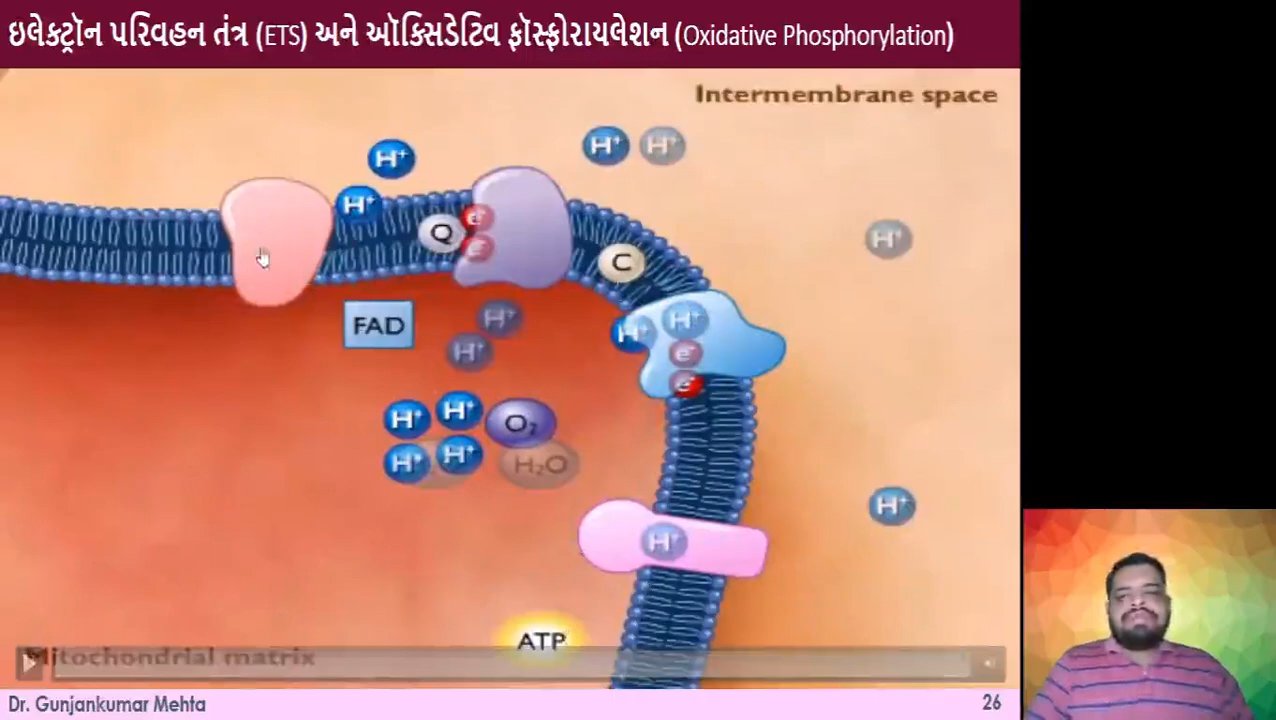 ઇલેક્ટ્રૉન પરિવહન તંત્ર (ETS) અને ઑક્સિડેટિવ ફૉસ્ફોરાયલેશન (Oxidative Phosphorylation)
Intermembrane space
H⁺
H⁺ H⁺
H⁺
Q e⁻
e⁻
H⁺
C
FAD
H⁺
H⁺
H⁺ H⁺
e⁻
e⁻
H⁺ H⁺ O₂
H⁺ H⁺ H₂O
H⁺
H⁺
ATP
Mitochondrial matrix
Dr. Gunjankumar Mehta
26